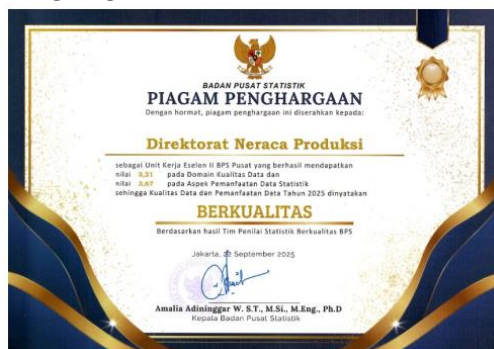 BADAN PUSAT STATISTIK
PIAGAM PENGHARGAAN
Dengan hormat, piagam penghargaan ini diserahkan kepada:
Direktorat Neraca Produksi
sebagai Unit Kerja Eselon II BPS Pusat yang berhasil mendapatkan
nilai 3,21 pada Domain Kualitas Data dan
nilai 3,67 pada Aspek Pemanfaatan Data Statistik
sehingga Kualitas Data dan Pemanfaatan Data Tahun 2025 dinyatakan
BERKUALITAS
Berdasarkan hasil Tim Penilai Statistik Berkualitas BPS
Jakarta, 22 September 2025
Amalia Adininggar W. S.T., M.Si., M.Eng., Ph.D
Kepala Badan Pusat Statistik